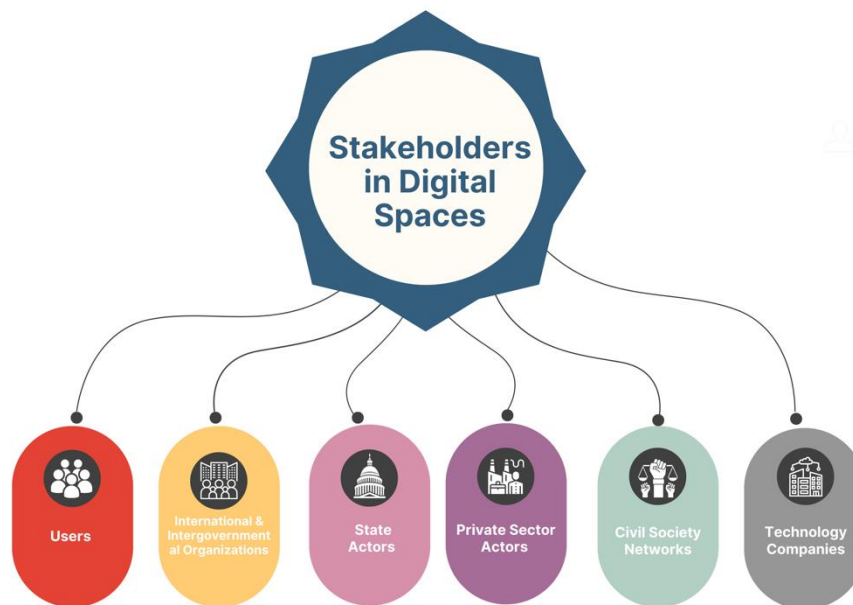 Stakeholders
in Digital
Spaces
Users
International &
Intergovernment
al Organizations
State
Actors
Private Sector
Actors
Civil Society
Networks
Technology
Companies